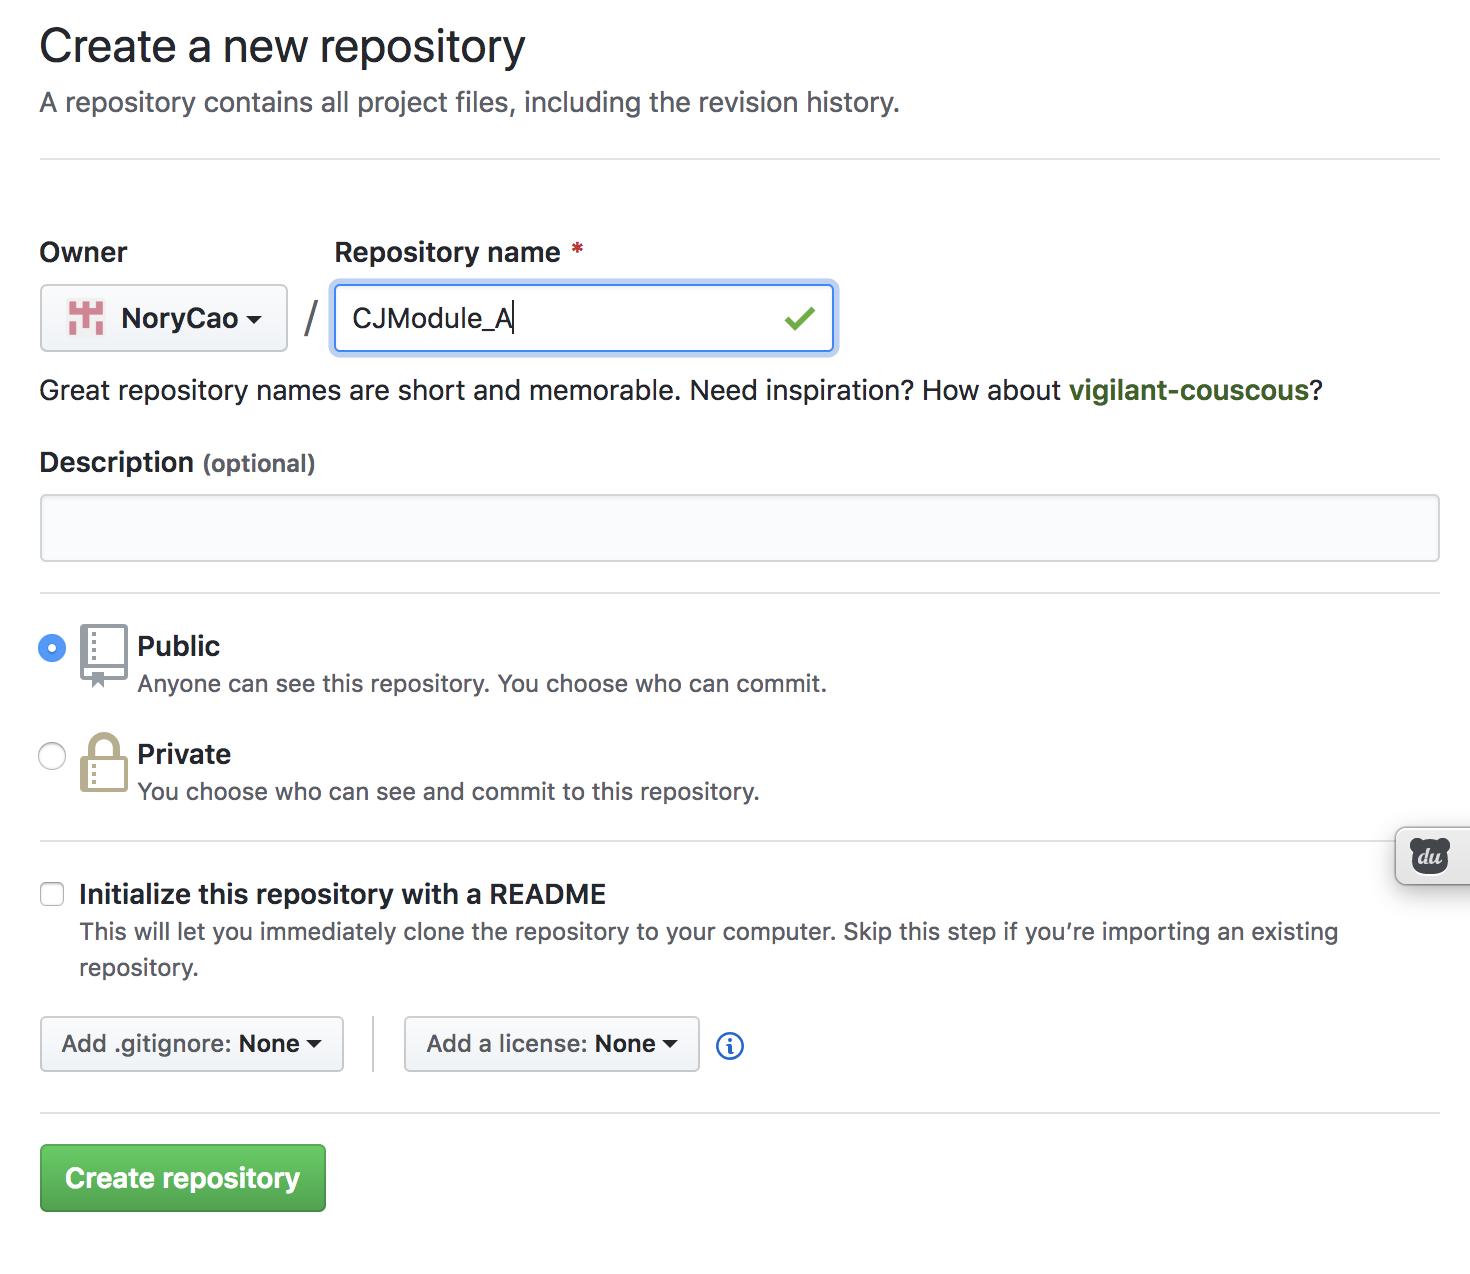 Create a new repository
A repository contains all project files, including the revision history.
Owner
Repository name *
NoryCao / CJModule_A
Great repository names are short and memorable. Need inspiration? How about vigilant-couscous?
Description (optional)
Public
Anyone can see this repository. You choose who can commit.
Private
You choose who can see and commit to this repository.
du
Initialize this repository with a README
This will let you immediately clone the repository to your computer. Skip this step if you’re importing an existing
repository.
Add .gitignore: None
Add a license: None
Create repository